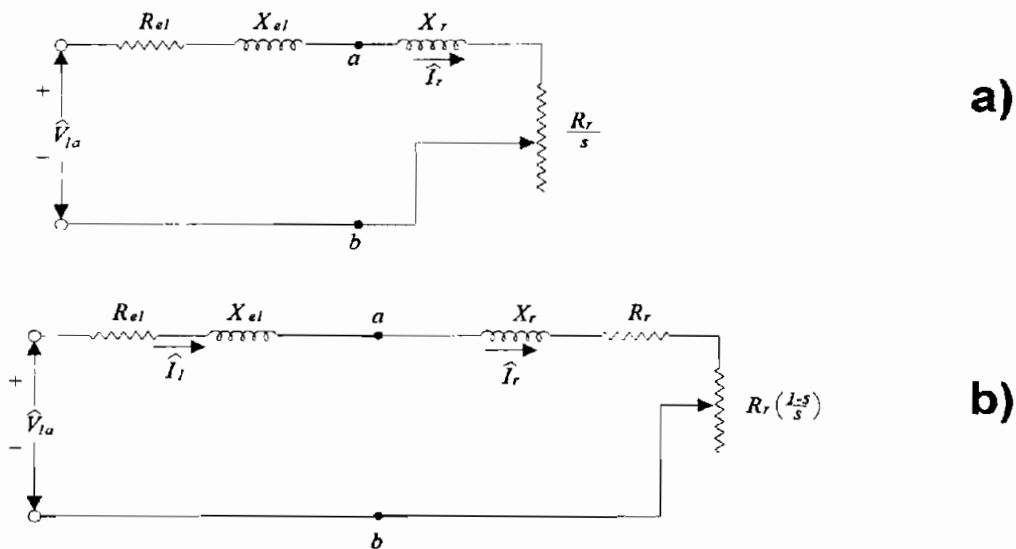 R_el X_el X_r
a
Î_r
a)
+
V̂_1a
−
R_r/s
b
R_el X_el a X_r R_r
Î_1 Î_r
+
V̂_1a
−
R_r (1-s/s)
b)
b